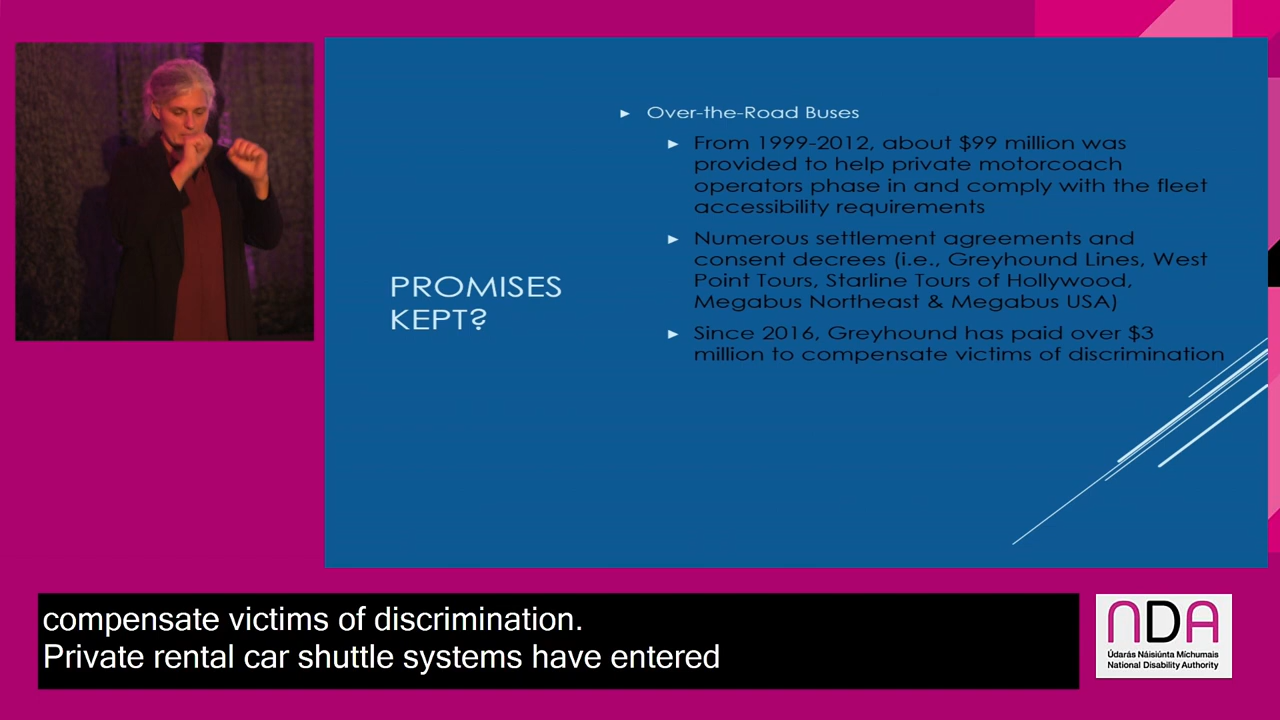 Over-the-Road Buses
From 1999-2012, about $99 million was
provided to help private motorcoach
operators phase in and comply with the fleet
accessibility requirements
Numerous settlement agreements and
consent decrees (i.e., Greyhound Lines, West
Point Tours, Starline Tours of Hollywood,
Megabus Northeast & Megabus USA)
Since 2016, Greyhound has paid over $3
million to compensate victims of discrimination
PROMISES
KEPT?
compensate victims of discrimination.
Private rental car shuttle systems have entered
NDA
Údarás Náisiúnta Míchumais
National Disability Authority